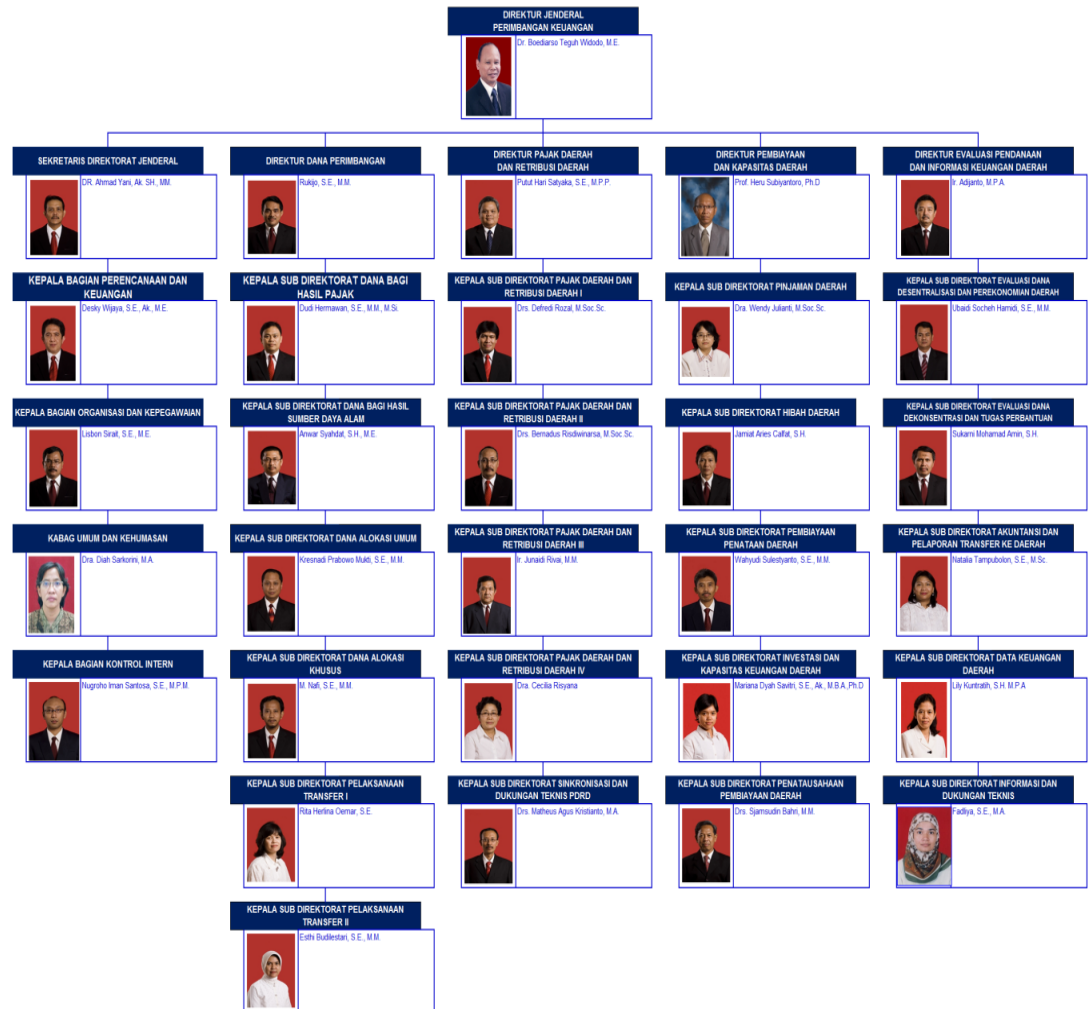 DIREKTUR JENDERAL
PERIMBANGAN KEUANGAN
Dr. Boediarso Teguh Widodo, M.E.
SEKRETARIS DIREKTORAT JENDERAL
DR. Ahmad Yani, Ak. SH., MM.
KEPALA BAGIAN PERENCANAAN DAN
KEUANGAN
Desky Wijaya, S.E., Ak., M.E.
KEPALA BAGIAN ORGANISASI DAN KEPEGAWAIAN
Lisbon Sirait, S.E., M.E.
KABAG UMUM DAN KEHUMASAN
Dra. Diah Sarkorini, M.A.
KEPALA BAGIAN KONTROL INTERN
Nugroho Iman Santosa, S.E., M.P.M.
DIREKTUR DANA PERIMBANGAN
Rukijo, S.E., M.M.
KEPALA SUB DIREKTORAT DANA BAGI
HASIL PAJAK
Dudi Hermawan, S.E., M.M., M.Si.
KEPALA SUB DIREKTORAT DANA BAGI HASIL
SUMBER DAYA ALAM
Anwar Syahdat, S.H., M.E.
KEPALA SUB DIREKTORAT DANA ALOKASI UMUM
Kresnadi Prabowo Mukti, S.E., M.M.
KEPALA SUB DIREKTORAT DANA ALOKASI
KHUSUS
M. Nafi, S.E., M.M.
KEPALA SUB DIREKTORAT PELAKSANAAN
TRANSFER I
Rita Herlina Oemar, S.E.
KEPALA SUB DIREKTORAT PELAKSANAAN
TRANSFER II
Esthi Budilestari, S.E., M.M.
DIREKTUR PAJAK DAERAH
DAN RETRIBUSI DAERAH
Putut Hari Satyaka, S.E., M.P.P.
KEPALA SUB DIREKTORAT PAJAK DAERAH DAN
RETRIBUSI DAERAH I
Drs. Defredi Rozal, M.Soc.Sc.
KEPALA SUB DIREKTORAT PAJAK DAERAH DAN
RETRIBUSI DAERAH II
Drs. Bernadus Risdiwinarsa, M.Soc.Sc.
KEPALA SUB DIREKTORAT PAJAK DAERAH DAN
RETRIBUSI DAERAH III
Ir. Junaidi Rivai, M.M.
KEPALA SUB DIREKTORAT PAJAK DAERAH DAN
RETRIBUSI DAERAH IV
Dra. Cecilia Risyana
KEPALA SUB DIREKTORAT SINKRONISASI DAN
DUKUNGAN TEKNIS PDRD
Drs. Matheus Agus Kristianto, M.A.
DIREKTUR PEMBIAYAAN
DAN KAPASITAS DAERAH
Prof. Heru Subiyantoro, Ph.D
KEPALA SUB DIREKTORAT PINJAMAN DAERAH
Dra. Wendy Julianti, M.Soc.Sc.
KEPALA SUB DIREKTORAT HIBAH DAERAH
Jamiat Aries Calfat, S.H.
KEPALA SUB DIREKTORAT PEMBIAYAAN
PENATAAN DAERAH
Wahyudi Sulestyanto, S.E., M.M.
KEPALA SUB DIREKTORAT INVESTASI DAN
KAPASITAS KEUANGAN DAERAH
Mariana Dyah Savitri, S.E., Ak., M.B.A.,Ph.D
KEPALA SUB DIREKTORAT PENATAUSAHAAN
PEMBIAYAAN DAERAH
Drs. Sjamsudin Bahri, M.M.
DIREKTUR EVALUASI PENDANAAN
DAN INFORMASI KEUANGAN DAERAH
Ir. Adijanto, M.P.A.
KEPALA SUB DIREKTORAT EVALUASI DANA
DESENTRALISASI DAN PEREKONOMIAN DAERAH
Ubaidi Socheh Hamidi, S.E., M.M.
KEPALA SUB DIREKTORAT EVALUASI DANA
DEKONSENTRASI DAN TUGAS PERBANTUAN
Sukarni Mohamad Amin, S.H.
KEPALA SUB DIREKTORAT AKUNTANSI DAN
PELAPORAN TRANSFER KE DAERAH
Natalia Tampubolon, S.E., M.Sc.
KEPALA SUB DIREKTORAT DATA KEUANGAN
DAERAH
Lily Kuntratih, S.H. M.P.A
KEPALA SUB DIREKTORAT INFORMASI DAN
DUKUNGAN TEKNIS
Fadliya, S.E., M.A.